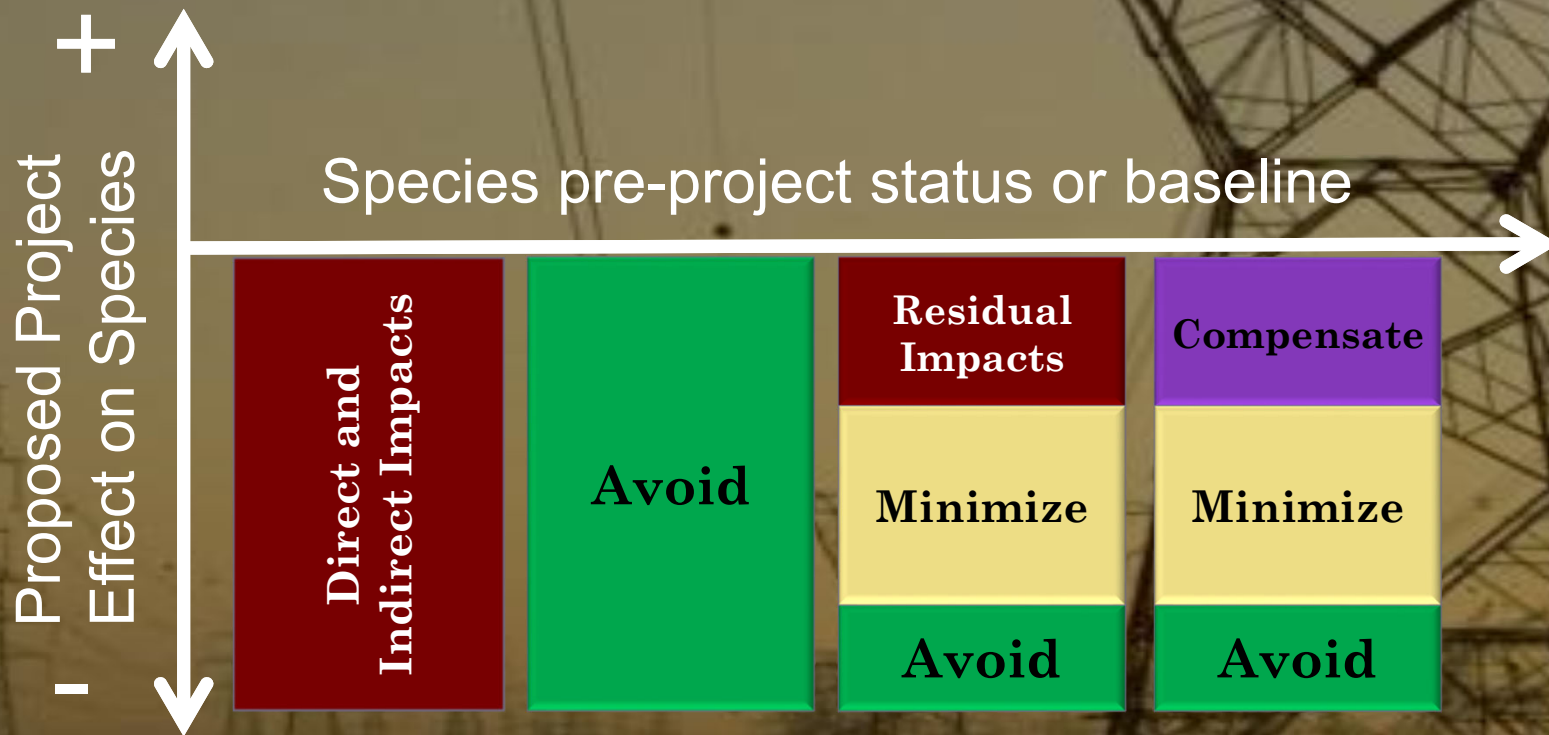 +
Proposed Project
Effect on Species
-
Species pre-project status or baseline
Direct and
Indirect Impacts
Avoid
Residual
Impacts
Minimize
Avoid
Compensate
Minimize
Avoid